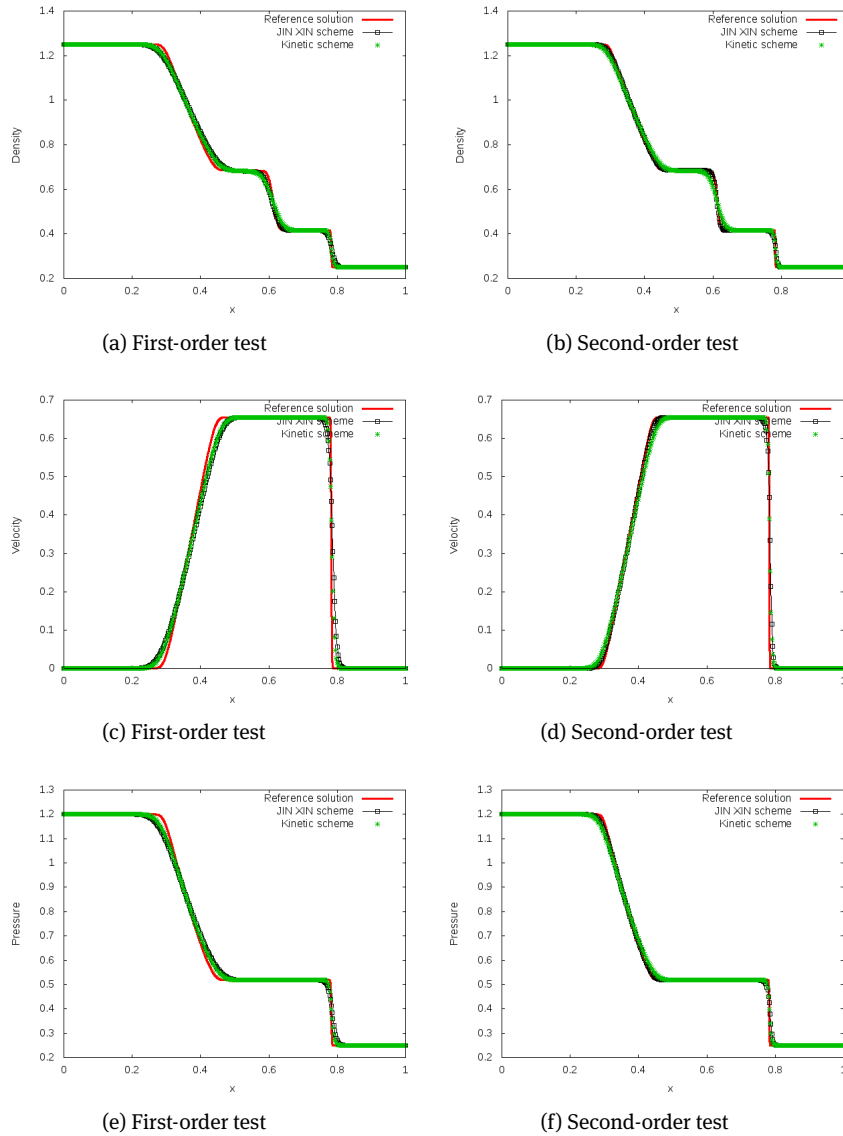 1.4
1.2
1
0.8
0.6
0.4
0.2
0 0.2 0.4 0.6 0.8 1
Density
x
Reference solution
JIN XIN scheme
Kinetic scheme
(a) First-order test
1.4
1.2
1
0.8
0.6
0.4
0.2
0 0.2 0.4 0.6 0.8 1
Density
x
Reference solution
JIN XIN scheme
Kinetic scheme
(b) Second-order test
0.7
0.6
0.5
0.4
0.3
0.2
0.1
0
0 0.2 0.4 0.6 0.8 1
Velocity
x
Reference solution
JIN XIN scheme
Kinetic scheme
(c) First-order test
0.7
0.6
0.5
0.4
0.3
0.2
0.1
0
0 0.2 0.4 0.6 0.8 1
Velocity
x
Reference solution
JIN XIN scheme
Kinetic scheme
(d) Second-order test
1.3
1.2
1.1
1
0.9
0.8
0.7
0.6
0.5
0.4
0.3
0.2
0 0.2 0.4 0.6 0.8 1
Pressure
x
Reference solution
JIN XIN scheme
Kinetic scheme
(e) First-order test
1.3
1.2
1.1
1
0.9
0.8
0.7
0.6
0.5
0.4
0.3
0.2
0 0.2 0.4 0.6 0.8 1
Pressure
x
Reference solution
JIN XIN scheme
Kinetic scheme
(f) Second-order test